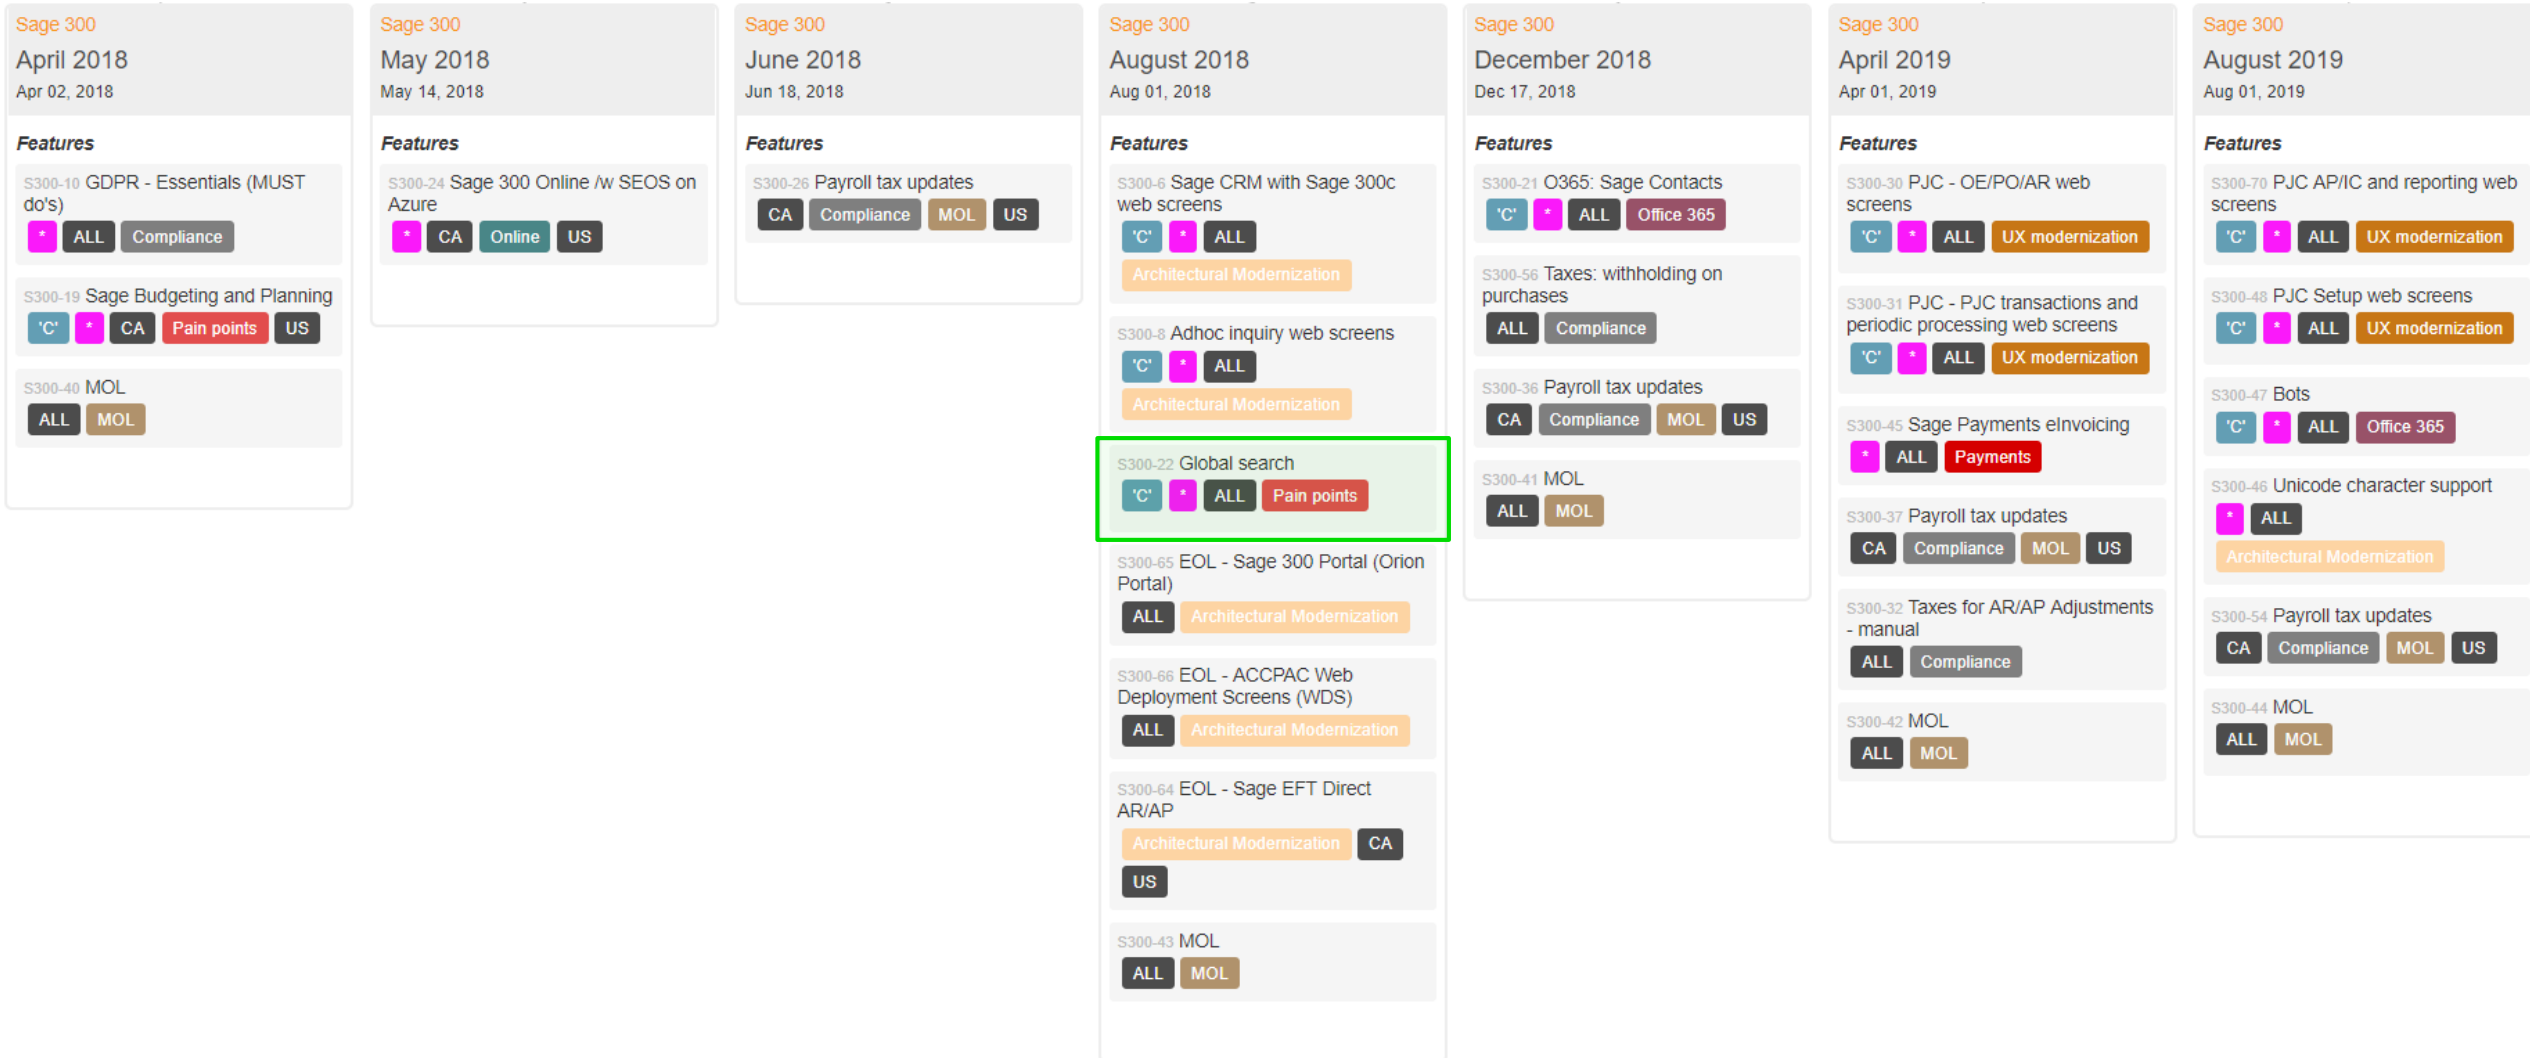 Sage 300
April 2018
Apr 02, 2018
Features
S300-10 GDPR - Essentials (MUST
do's)
* ALL Compliance
S300-19 Sage Budgeting and Planning
'C' * CA Pain points US
S300-40 MOL
ALL MOL
Sage 300
May 2018
May 14, 2018
Features
S300-24 Sage 300 Online /w SEOS on
Azure
* CA Online US
Sage 300
June 2018
Jun 18, 2018
Features
S300-26 Payroll tax updates
CA Compliance MOL US
Sage 300
August 2018
Aug 01, 2018
Features
S300-6 Sage CRM with Sage 300c
web screens
'C' * ALL
Architectural Modernization
S300-8 Adhoc inquiry web screens
'C' * ALL
Architectural Modernization
S300-22 Global search
'C' * ALL Pain points
S300-65 EOL - Sage 300 Portal (Orion
Portal)
ALL Architectural Modernization
S300-66 EOL - ACCPAC Web
Deployment Screens (WDS)
ALL Architectural Modernization
S300-64 EOL - Sage EFT Direct
AR/AP
Architectural Modernization CA
US
S300-43 MOL
ALL MOL
Sage 300
December 2018
Dec 17, 2018
Features
S300-21 O365: Sage Contacts
'C' * ALL Office 365
S300-56 Taxes: withholding on
purchases
ALL Compliance
S300-36 Payroll tax updates
CA Compliance MOL US
S300-41 MOL
ALL MOL
Sage 300
April 2019
Apr 01, 2019
Features
S300-30 PJC - OE/PO/AR web
screens
'C' * ALL UX modernization
S300-31 PJC - PJC transactions and
periodic processing web screens
'C' * ALL UX modernization
S300-45 Sage Payments eInvoicing
* ALL Payments
S300-37 Payroll tax updates
CA Compliance MOL US
S300-32 Taxes for AR/AP Adjustments
- manual
ALL Compliance
S300-42 MOL
ALL MOL
Sage 300
August 2019
Aug 01, 2019
Features
S300-70 PJC AP/IC and reporting web
screens
'C' * ALL UX modernization
S300-48 PJC Setup web screens
'C' * ALL UX modernization
S300-47 Bots
'C' * ALL Office 365
S300-46 Unicode character support
* ALL
Architectural Modernization
S300-54 Payroll tax updates
CA Compliance MOL US
S300-44 MOL
ALL MOL